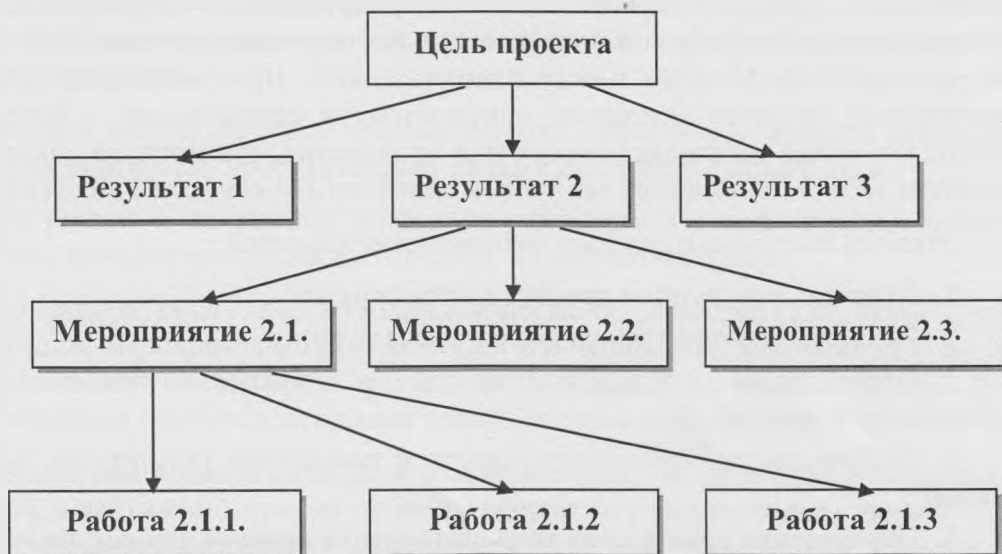 Цель проекта
Результат 1
Результат 2
Результат 3
Мероприятие 2.1.
Мероприятие 2.2.
Мероприятие 2.3.
Работа 2.1.1.
Работа 2.1.2
Работа 2.1.3